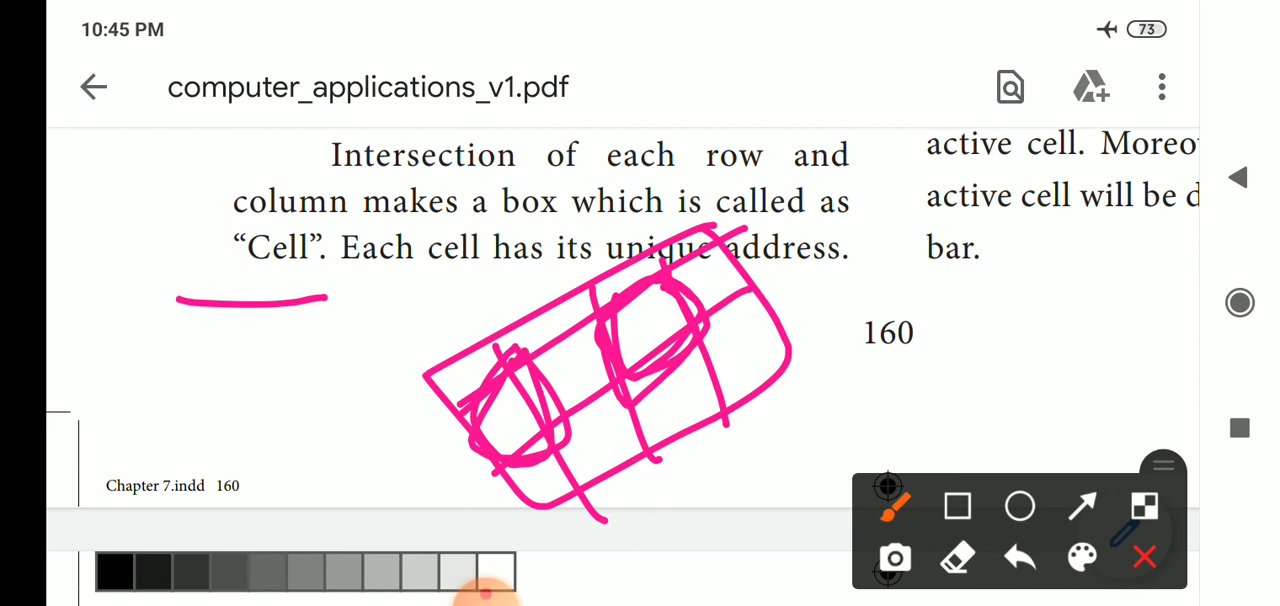 10:45 PM
73
computer_applications_v1.pdf
Intersection of each row and
column makes a box which is called as
“Cell”. Each cell has its unique address.
active cell. Moreo
active cell will be d
bar.
160
Chapter 7.indd 160